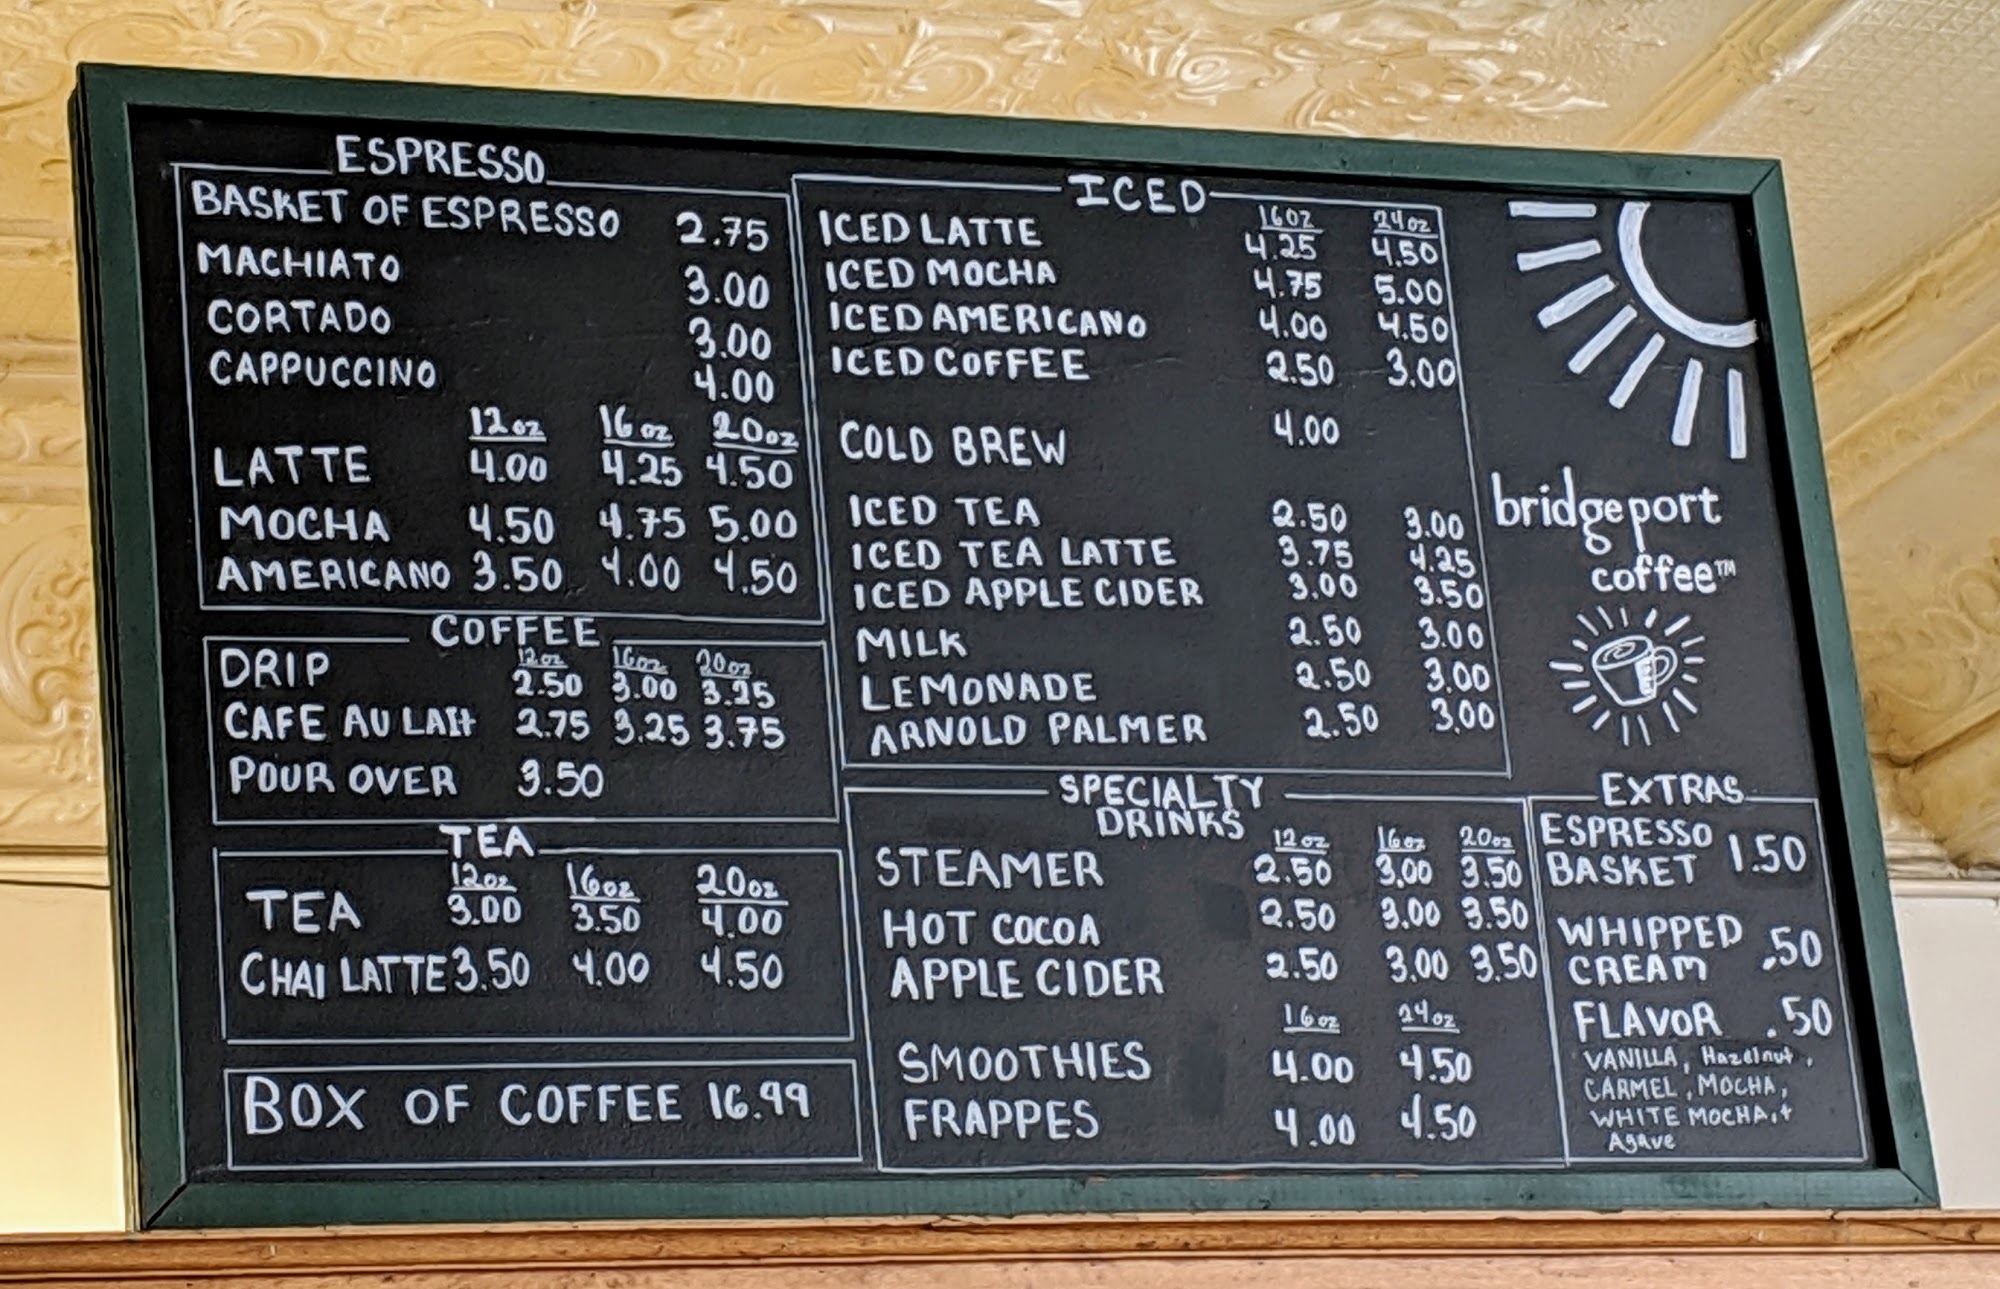 ESPRESSO
BASKET OF ESPRESSO 2.75
MACHIATO 3.00
CORTADO 3.00
CAPPUCCINO 4.00
12oz 16oz 20oz
LATTE 4.00 4.25 4.50
MOCHA 4.50 4.75 5.00
AMERICANO 3.50 4.00 4.50
COFFEE
12oz 16oz 20oz
DRIP 2.50 3.00 3.25
CAFE AU LAIT 2.75 3.25 3.75
POUR OVER 3.50
TEA
12oz 16oz 20oz
TEA 3.00 3.50 4.00
CHAI LATTE 3.50 4.00 4.50
BOX OF COFFEE 16.99
ICED
16oz 24oz
ICED LATTE 4.25 4.50
ICED MOCHA 4.75 5.00
ICED AMERICANO 4.00 4.50
ICED COFFEE 2.50 3.00
COLD BREW 4.00
ICED TEA 2.50 3.00
ICED TEA LATTE 3.75 4.25
ICED APPLE CIDER 3.00 3.50
MILK 2.50 3.00
LEMONADE 2.50 3.00
ARNOLD PALMER 2.50 3.00
SPECIALTY
DRINKS
12oz 16oz 20oz
STEAMER 2.50 3.00 3.50
HOT COCOA 2.50 3.00 3.50
APPLE CIDER 2.50 3.00 3.50
16oz 24oz
SMOOTHIES 4.00 4.50
FRAPPES 4.00 4.50
bridgeport
coffee™
EXTRAS
ESPRESSO
BASKET 1.50
WHIPPED
CREAM .50
FLAVOR .50
VANILLA, Hazelnut,
CARMEL, MOCHA,
WHITE MOCHA, +
Agave